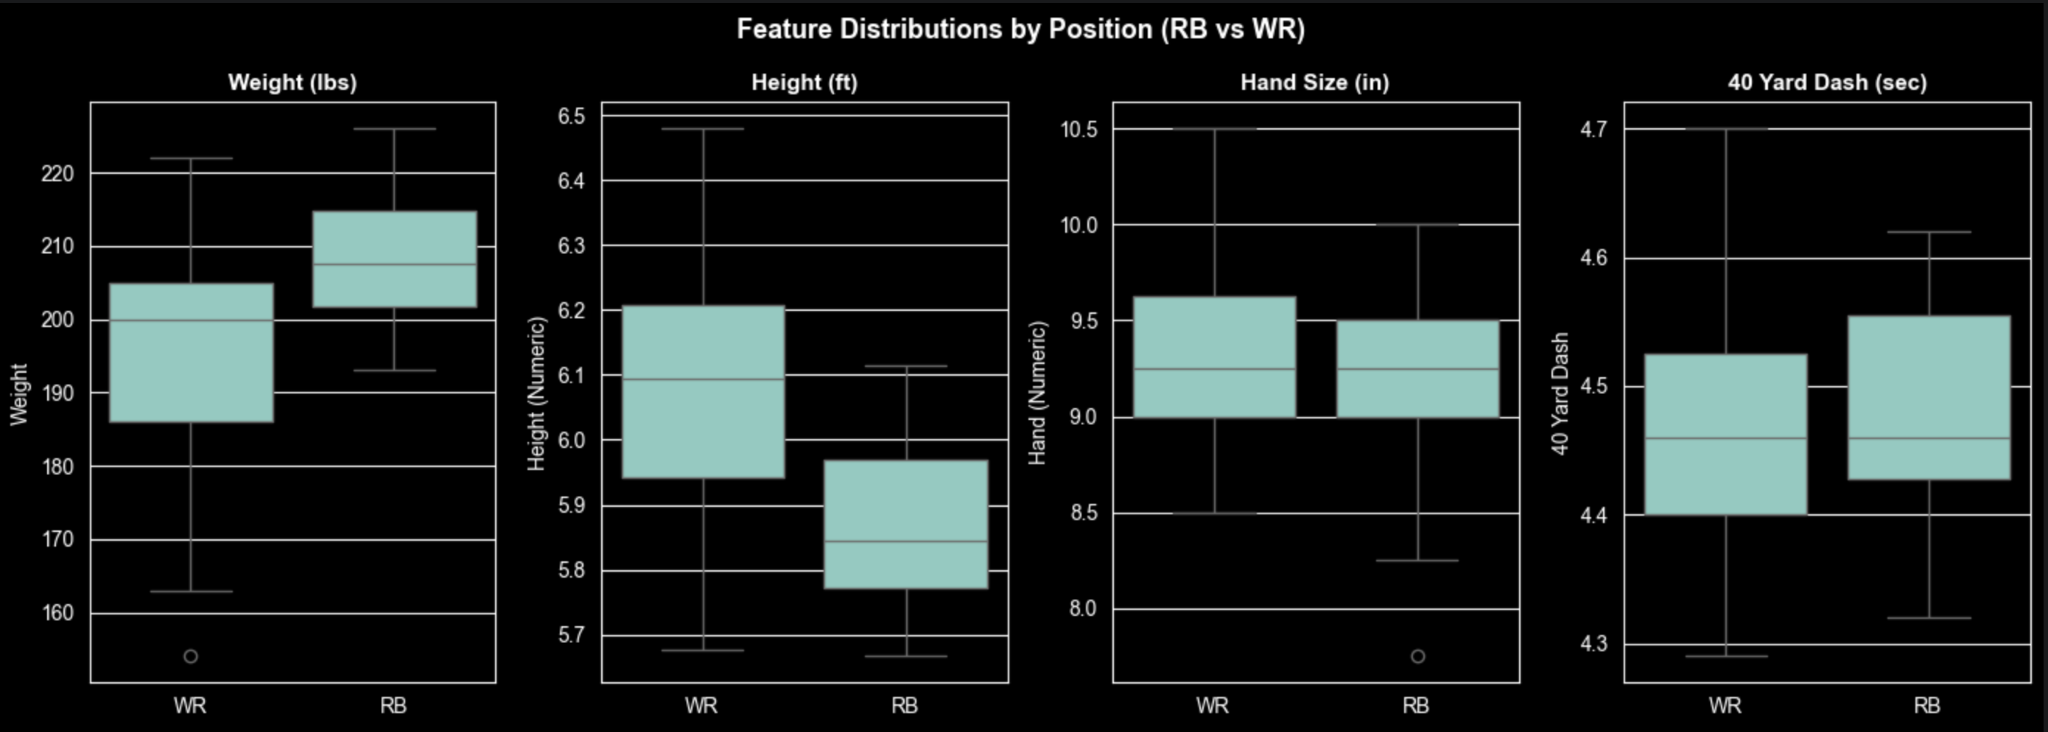 Feature Distributions by Position (RB vs WR)
Weight (lbs)
Height (ft)
Hand Size (in)
40 Yard Dash (sec)
Weight
220
210
200
190
180
170
160
WR
RB
Height (Numeric)
6.5
6.4
6.3
6.2
6.1
6.0
5.9
5.8
5.7
WR
RB
Hand (Numeric)
10.5
10.0
9.5
9.0
8.5
8.0
WR
RB
40 Yard Dash
4.7
4.6
4.5
4.4
4.3
WR
RB